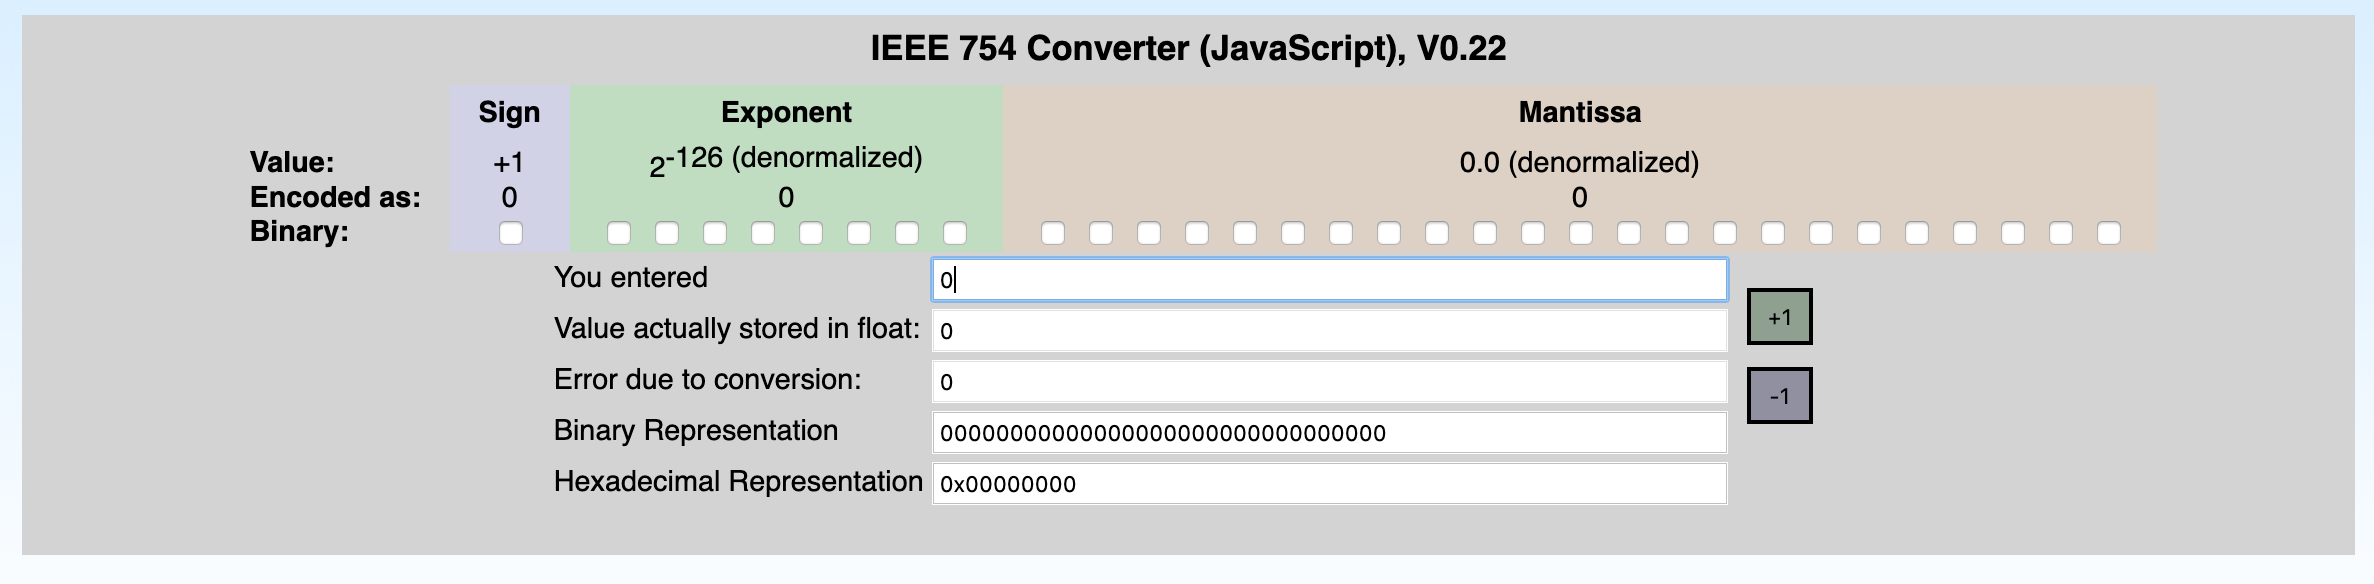 IEEE 754 Converter (JavaScript), V0.22
Sign Exponent Mantissa
Value: +1 2-126 (denormalized) 0.0 (denormalized)
Encoded as: 0 0 0
Binary:
You entered 0
+1
Value actually stored in float: 0
Error due to conversion: 0
-1
Binary Representation 00000000000000000000000000000000
Hexadecimal Representation 0x00000000